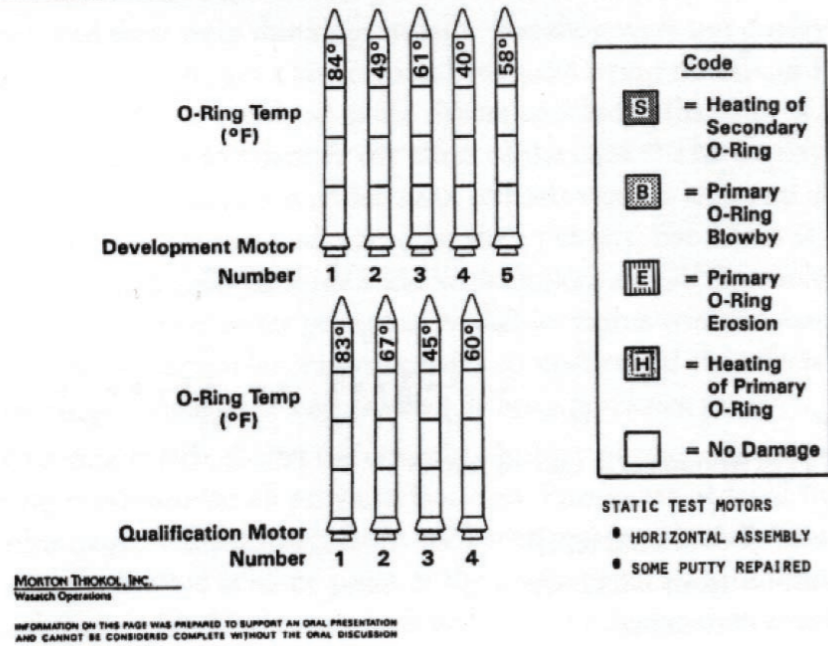 84° 49° 61° 40° 58°
O-Ring Temp
(°F)
Development Motor
Number 1 2 3 4 5
83° 67° 45° 60°
O-Ring Temp
(°F)
Qualification Motor
Number 1 2 3 4
MORTON THIOKOL, INC.
Wasatch Operations
INFORMATION ON THIS PAGE WAS PREPARED TO SUPPORT AN ORAL PRESENTATION
AND CANNOT BE CONSIDERED COMPLETE WITHOUT THE ORAL DISCUSSION
Code
S = Heating of
Secondary
O-Ring
B = Primary
O-Ring
Blowby
E = Primary
O-Ring
Erosion
H = Heating
of Primary
O-Ring
= No Damage
STATIC TEST MOTORS
• HORIZONTAL ASSEMBLY
• SOME PUTTY REPAIRED